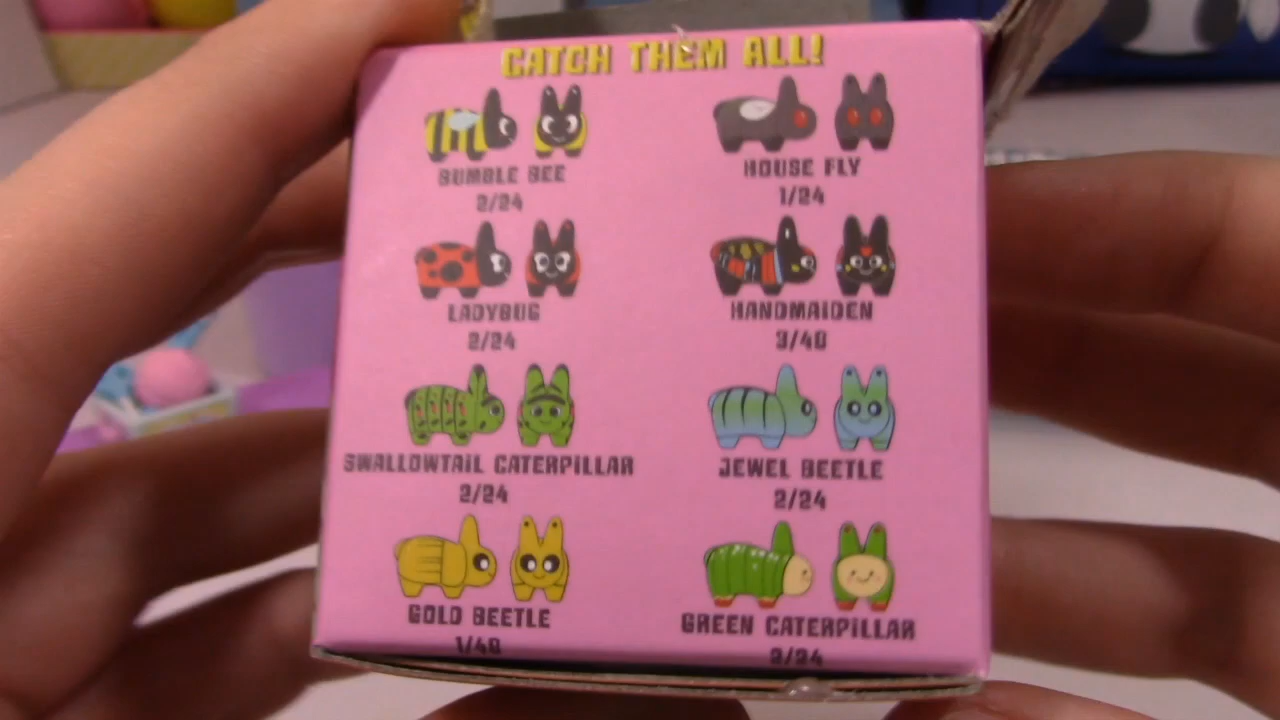 CATCH THEM ALL!
BUMBLE BEE
2/24
HOUSE FLY
1/24
LADYBUG
2/24
HANDMAIDEN
3/40
SWALLOWTAIL CATERPILLAR
2/24
JEWEL BEETLE
2/24
GOLD BEETLE
1/40
GREEN CATERPILLAR
2/24